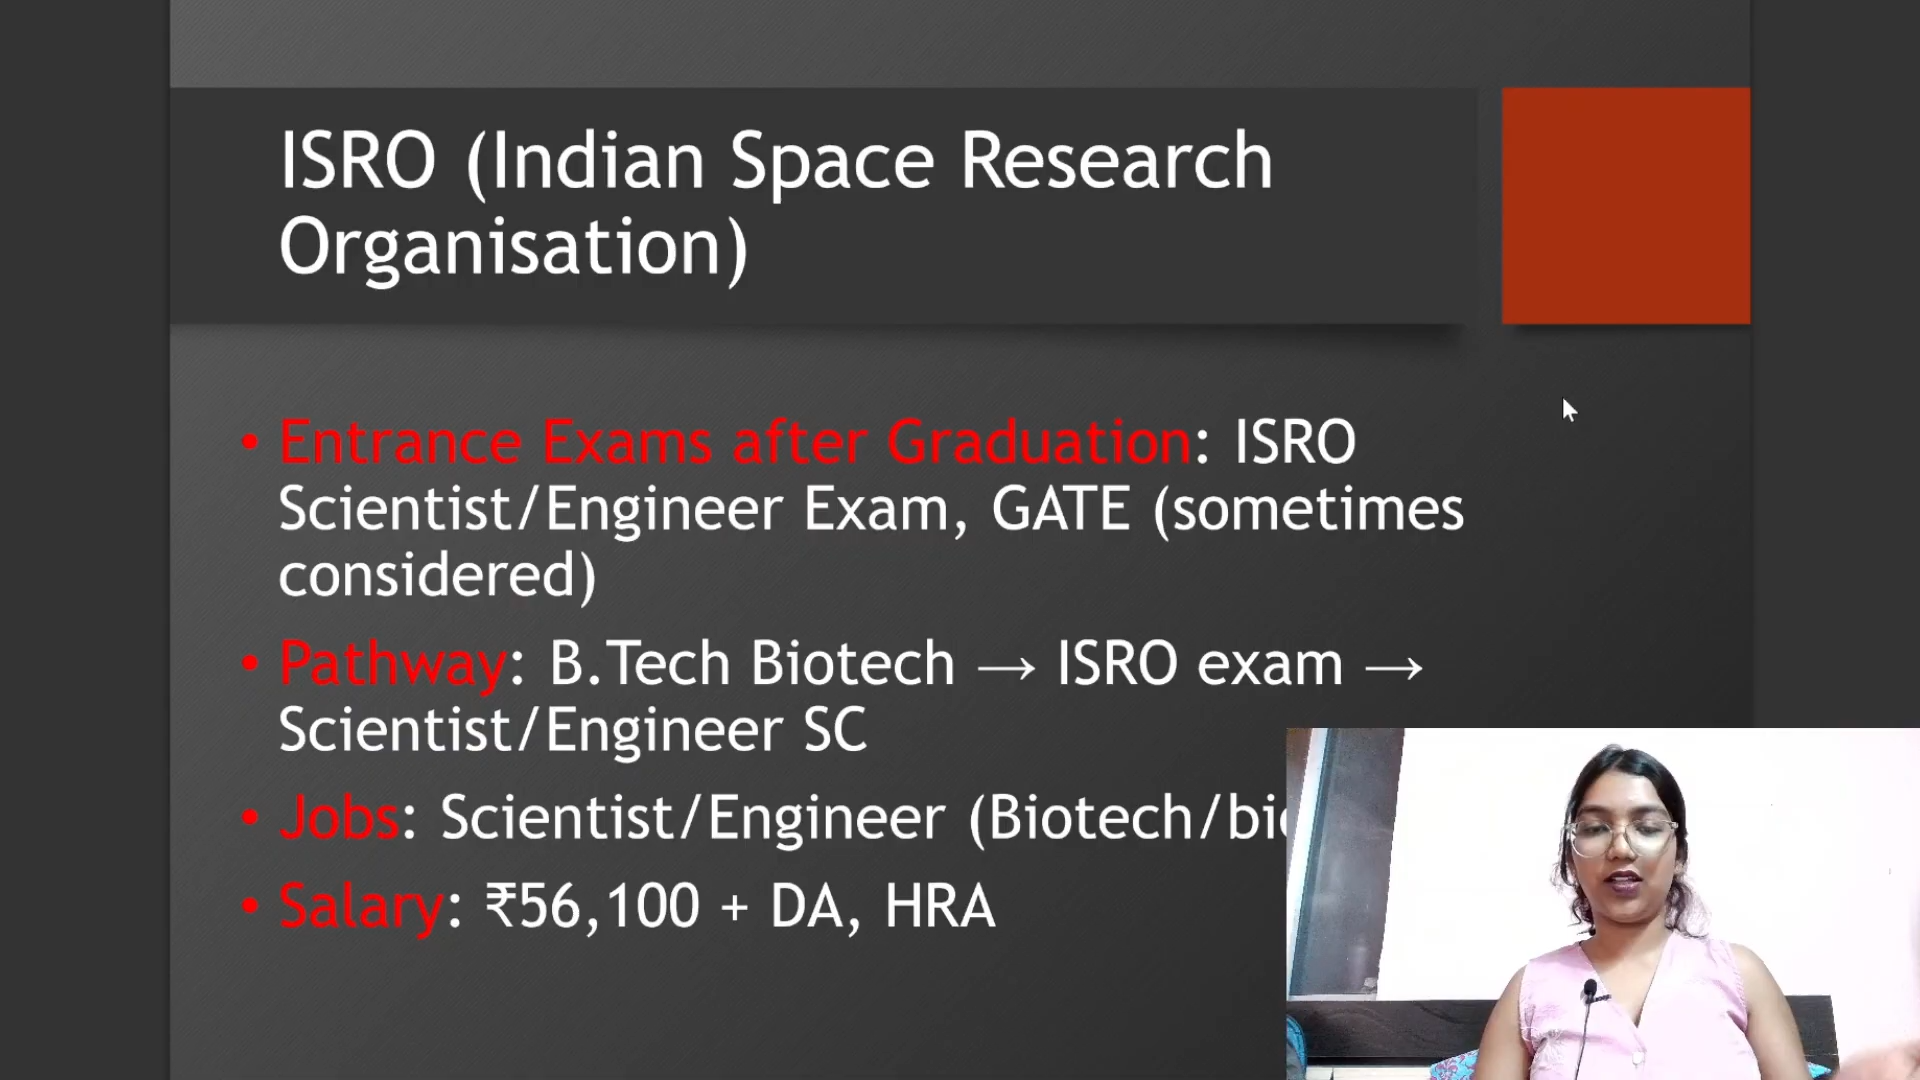 ISRO (Indian Space Research
Organisation)
• Entrance Exams after Graduation: ISRO
Scientist/Engineer Exam, GATE (sometimes
considered)
• Pathway: B.Tech Biotech → ISRO exam →
Scientist/Engineer SC
• Jobs: Scientist/Engineer (Biotech/
• Salary: ₹56,100 + DA, HRA